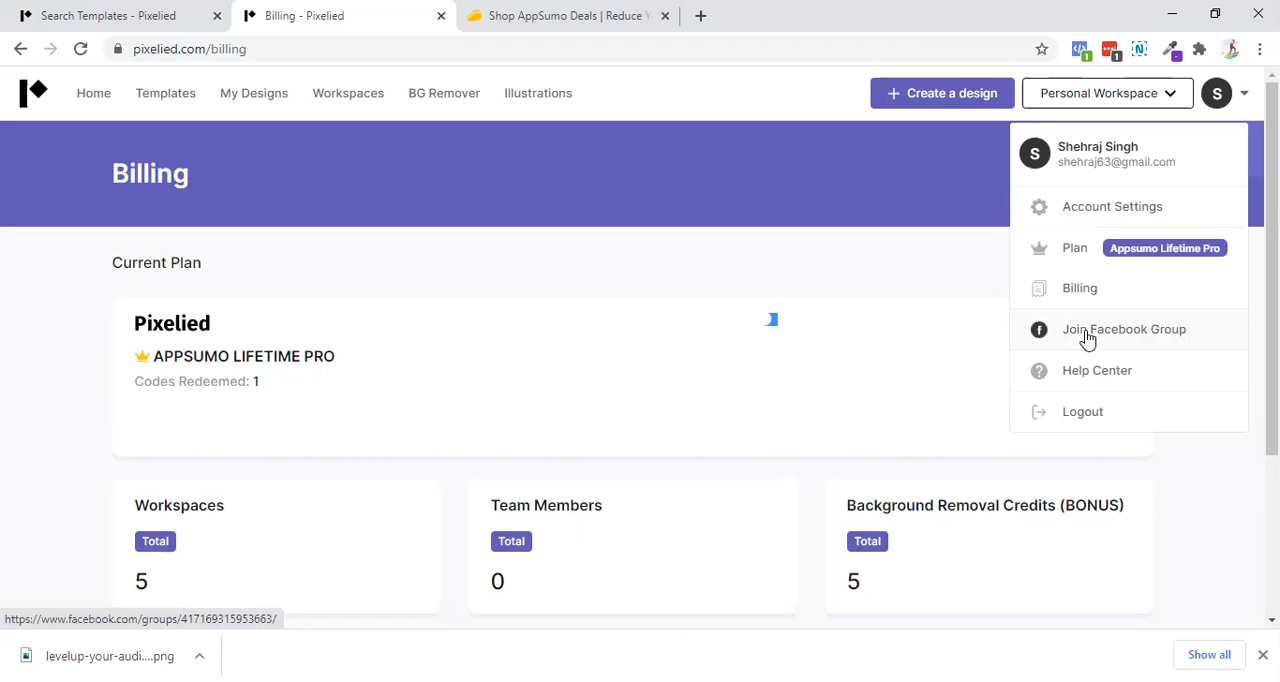 Search Templates - Pixelied
Billing - Pixelied
Shop AppSumo Deals | Reduce Y
pixelied.com/billing
1
1
Home
Templates
My Designs
Workspaces
BG Remover
Illustrations
+ Create a design
Personal Workspace
S
Billing
S
Shehraj Singh
shehraj63@gmail.com
Account Settings
Plan
Appsumo Lifetime Pro
Billing
Join Facebook Group
Help Center
Logout
Current Plan
Pixelied
APPSUMO LIFETIME PRO
Codes Redeemed: 1
Workspaces
Total
5
Team Members
Total
0
Background Removal Credits (BONUS)
Total
5
https://www.facebook.com/groups/417169315953663/
levelup-your-audi....png
Show all